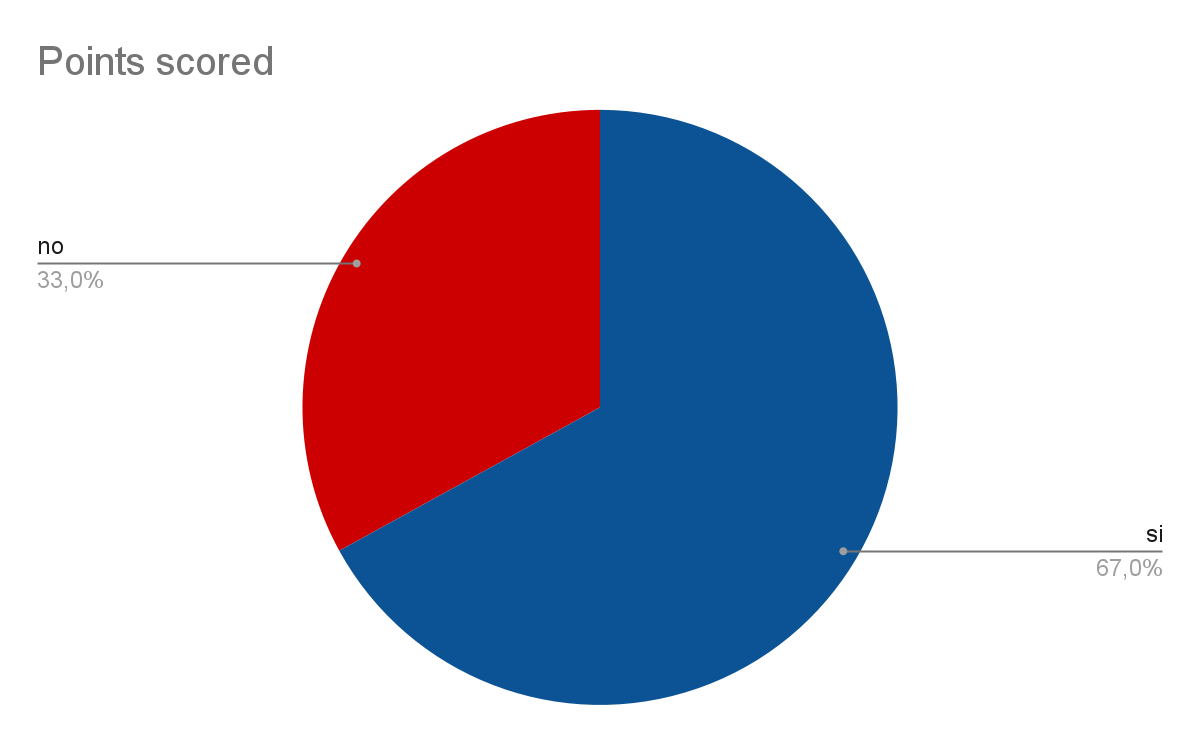 Points scored
no
33,0%
si
67,0%